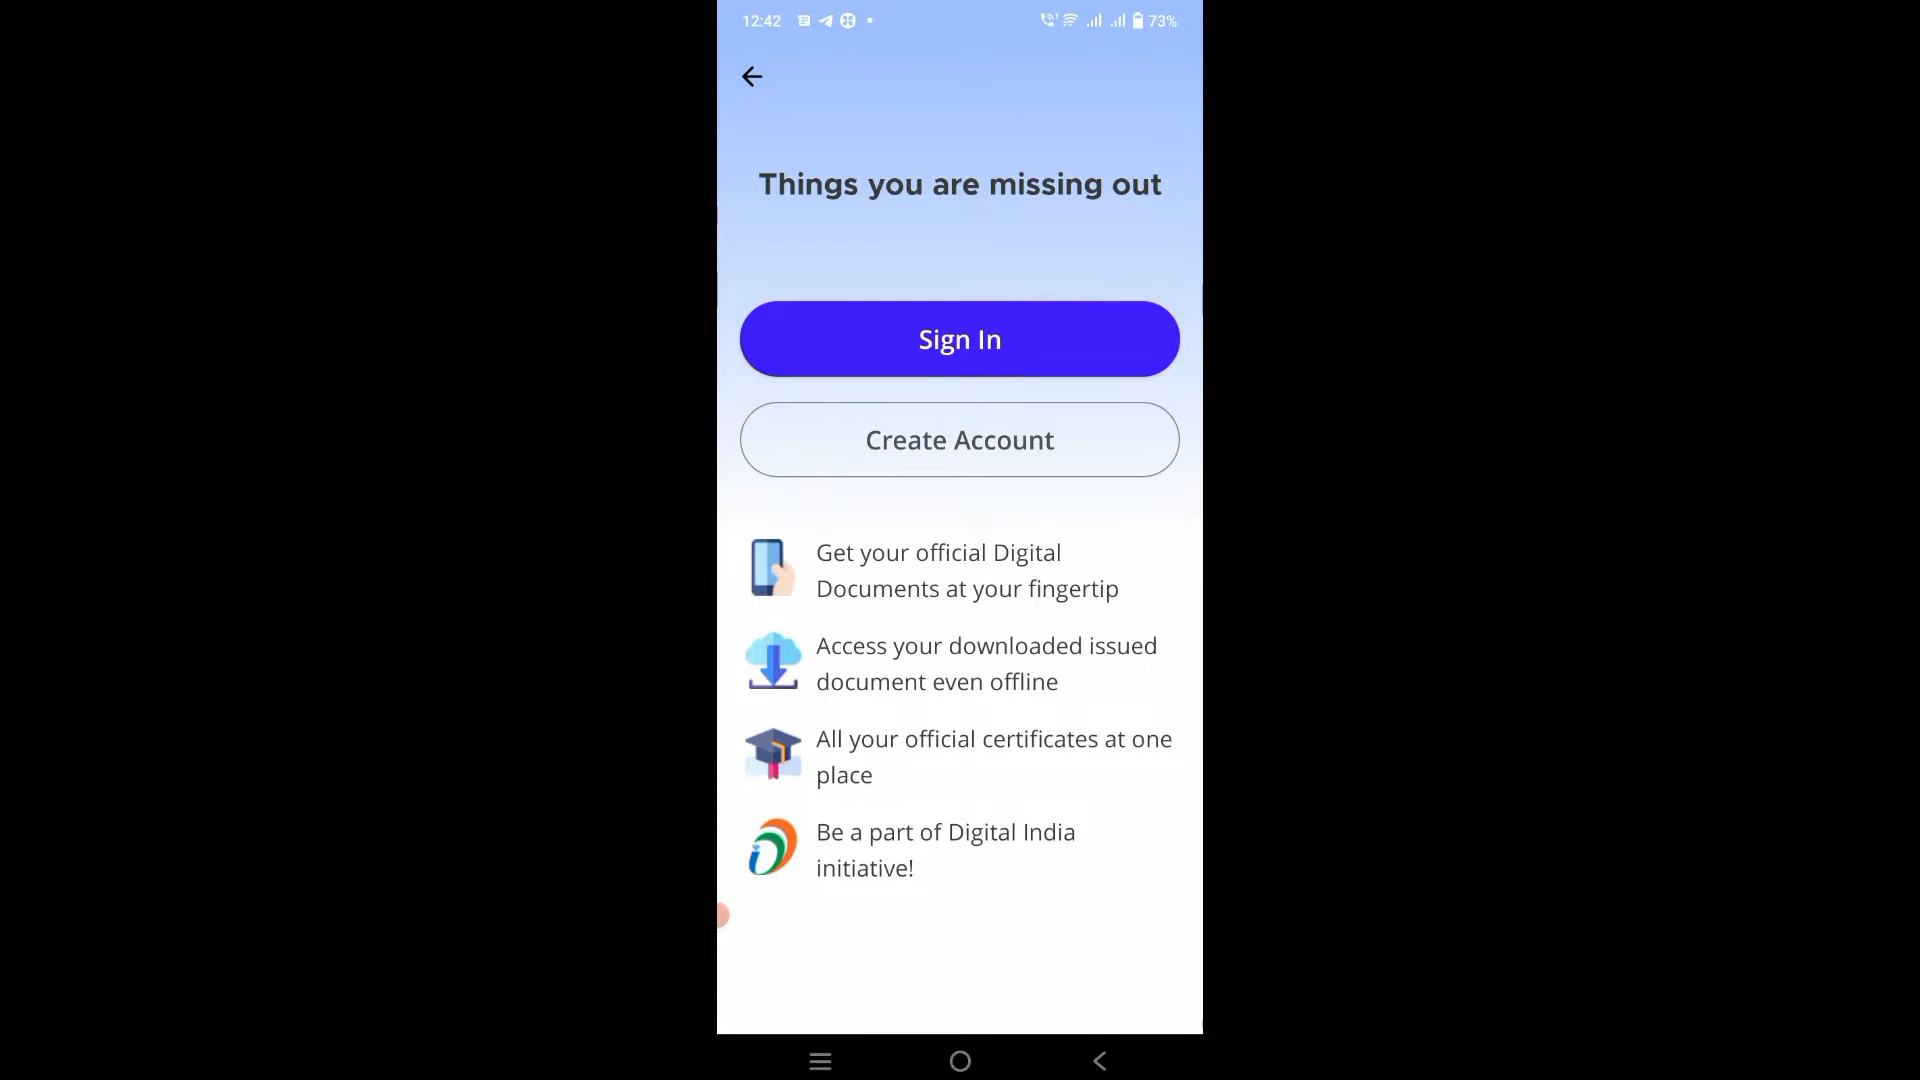 12:42
73%
Things you are missing out
Sign In
Create Account
Get your official Digital
Documents at your fingertip
Access your downloaded issued
document even offline
All your official certificates at one
place
Be a part of Digital India
initiative!